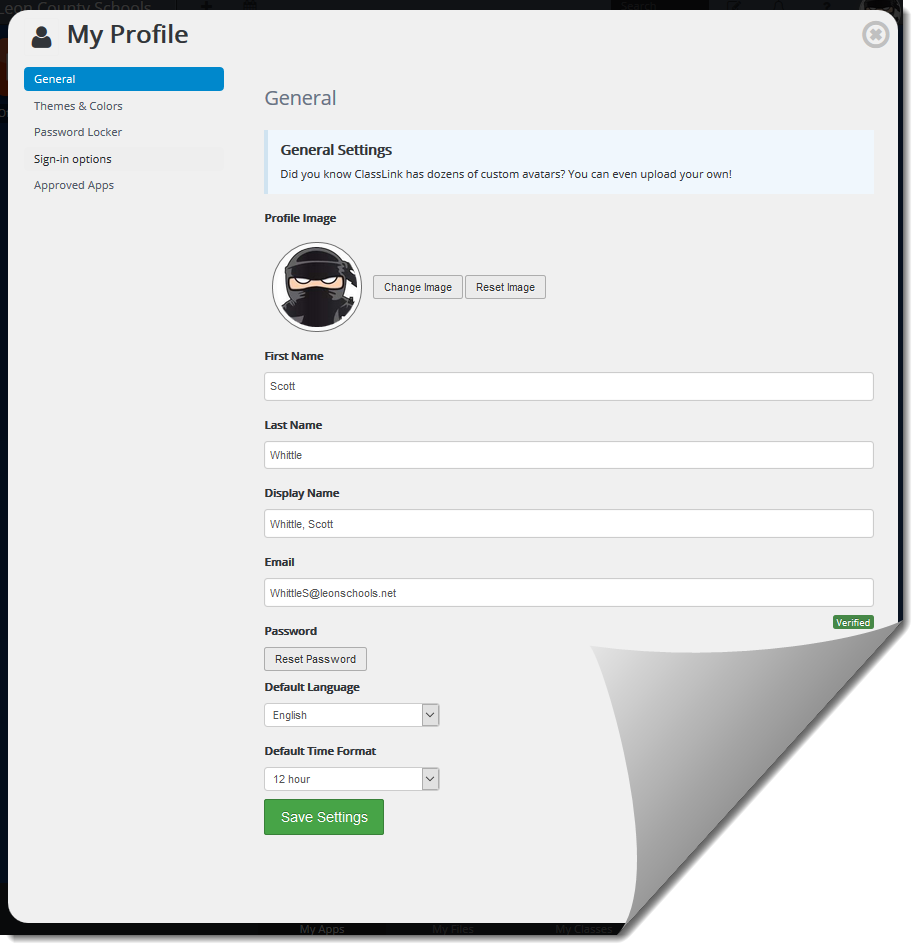 Leon County Schools
My Profile
General
Themes & Colors
Password Locker
Sign-in options
Approved Apps
General
General Settings
Did you know ClassLink has dozens of custom avatars? You can even upload your own!
Profile Image
Change Image
Reset Image
First Name
Scott
Last Name
Whittle
Display Name
Whittle, Scott
Email
WhittleS@leonschools.net
Verified
Password
Reset Password
Default Language
English
Default Time Format
12 hour
Save Settings
My Apps
My Files
My Classes